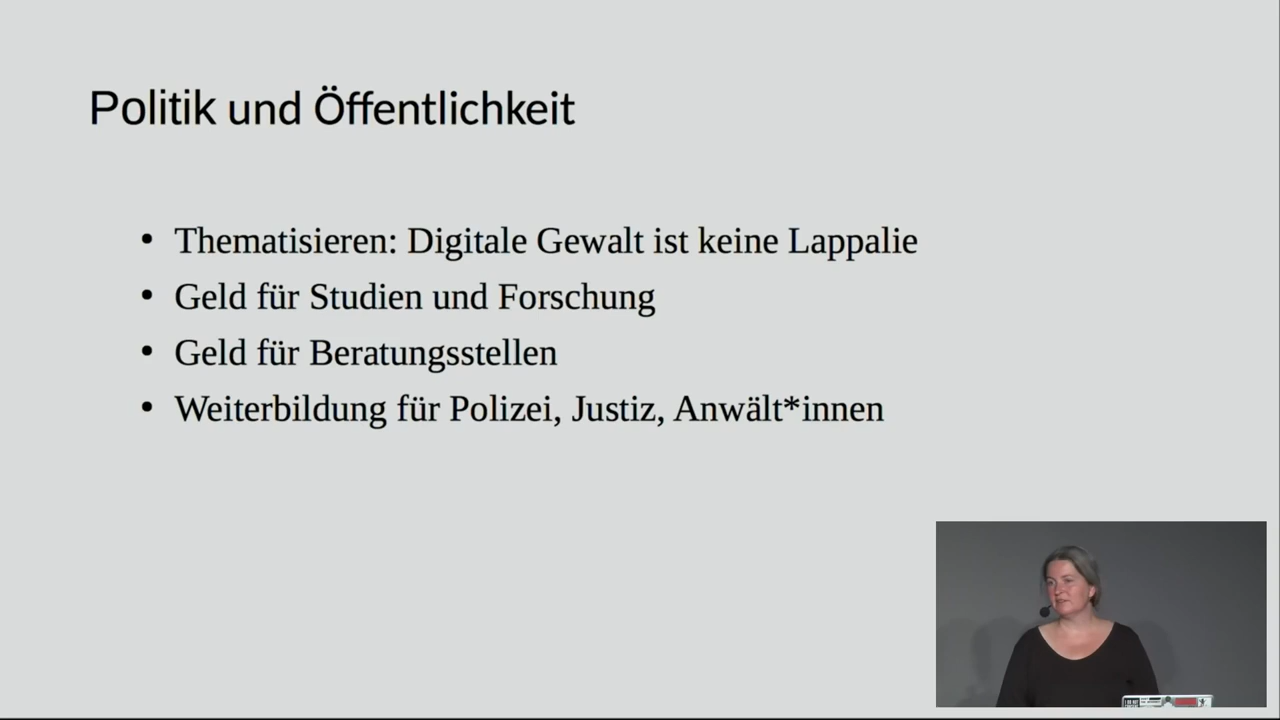 Politik und Öffentlichkeit
• Thematisieren: Digitale Gewalt ist keine Lappalie
• Geld für Studien und Forschung
• Geld für Beratungsstellen
• Weiterbildung für Polizei, Justiz, Anwält*innen